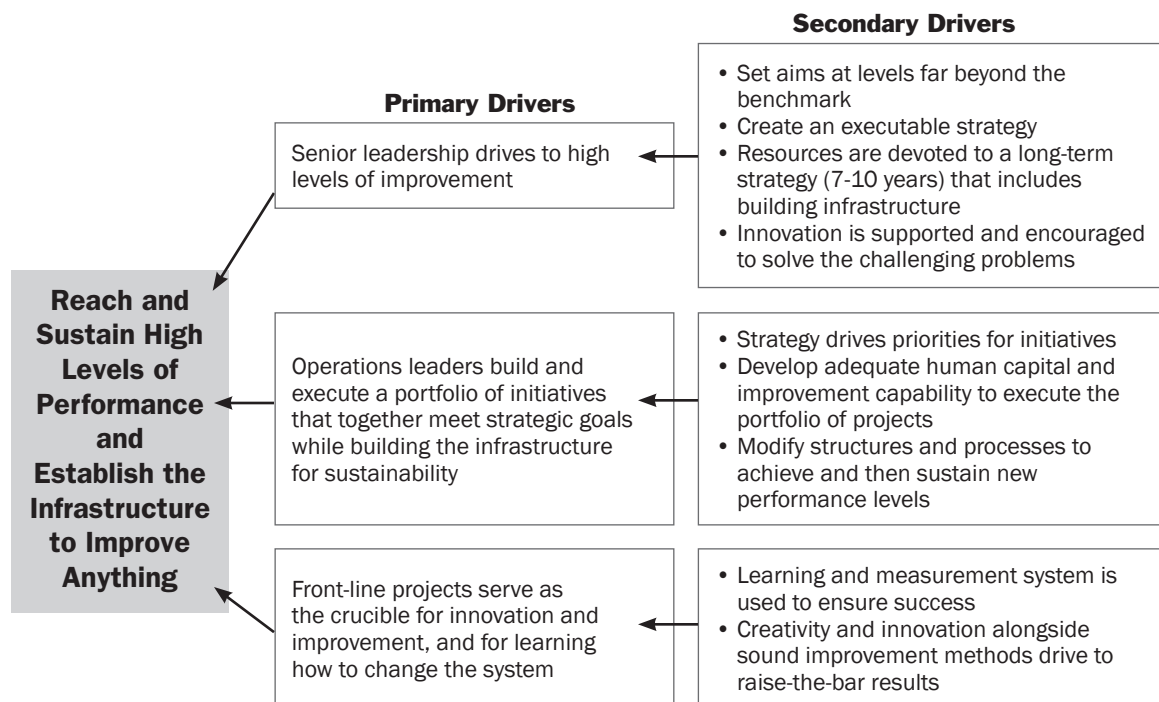 Secondary Drivers
Primary Drivers
• Set aims at levels far beyond the
benchmark
• Create an executable strategy
• Resources are devoted to a long-term
strategy (7-10 years) that includes
building infrastructure
• Innovation is supported and encouraged
to solve the challenging problems
Senior leadership drives to high
levels of improvement
Reach and
Sustain High
Levels of
Performance
and
Establish the
Infrastructure
to Improve
Anything
Operations leaders build and
execute a portfolio of initiatives
that together meet strategic goals
while building the infrastructure
for sustainability
• Strategy drives priorities for initiatives
• Develop adequate human capital and
improvement capability to execute the
portfolio of projects
• Modify structures and processes to
achieve and then sustain new
performance levels
Front-line projects serve as
the crucible for innovation and
improvement, and for learning
how to change the system
• Learning and measurement system is
used to ensure success
• Creativity and innovation alongside
sound improvement methods drive to
raise-the-bar results